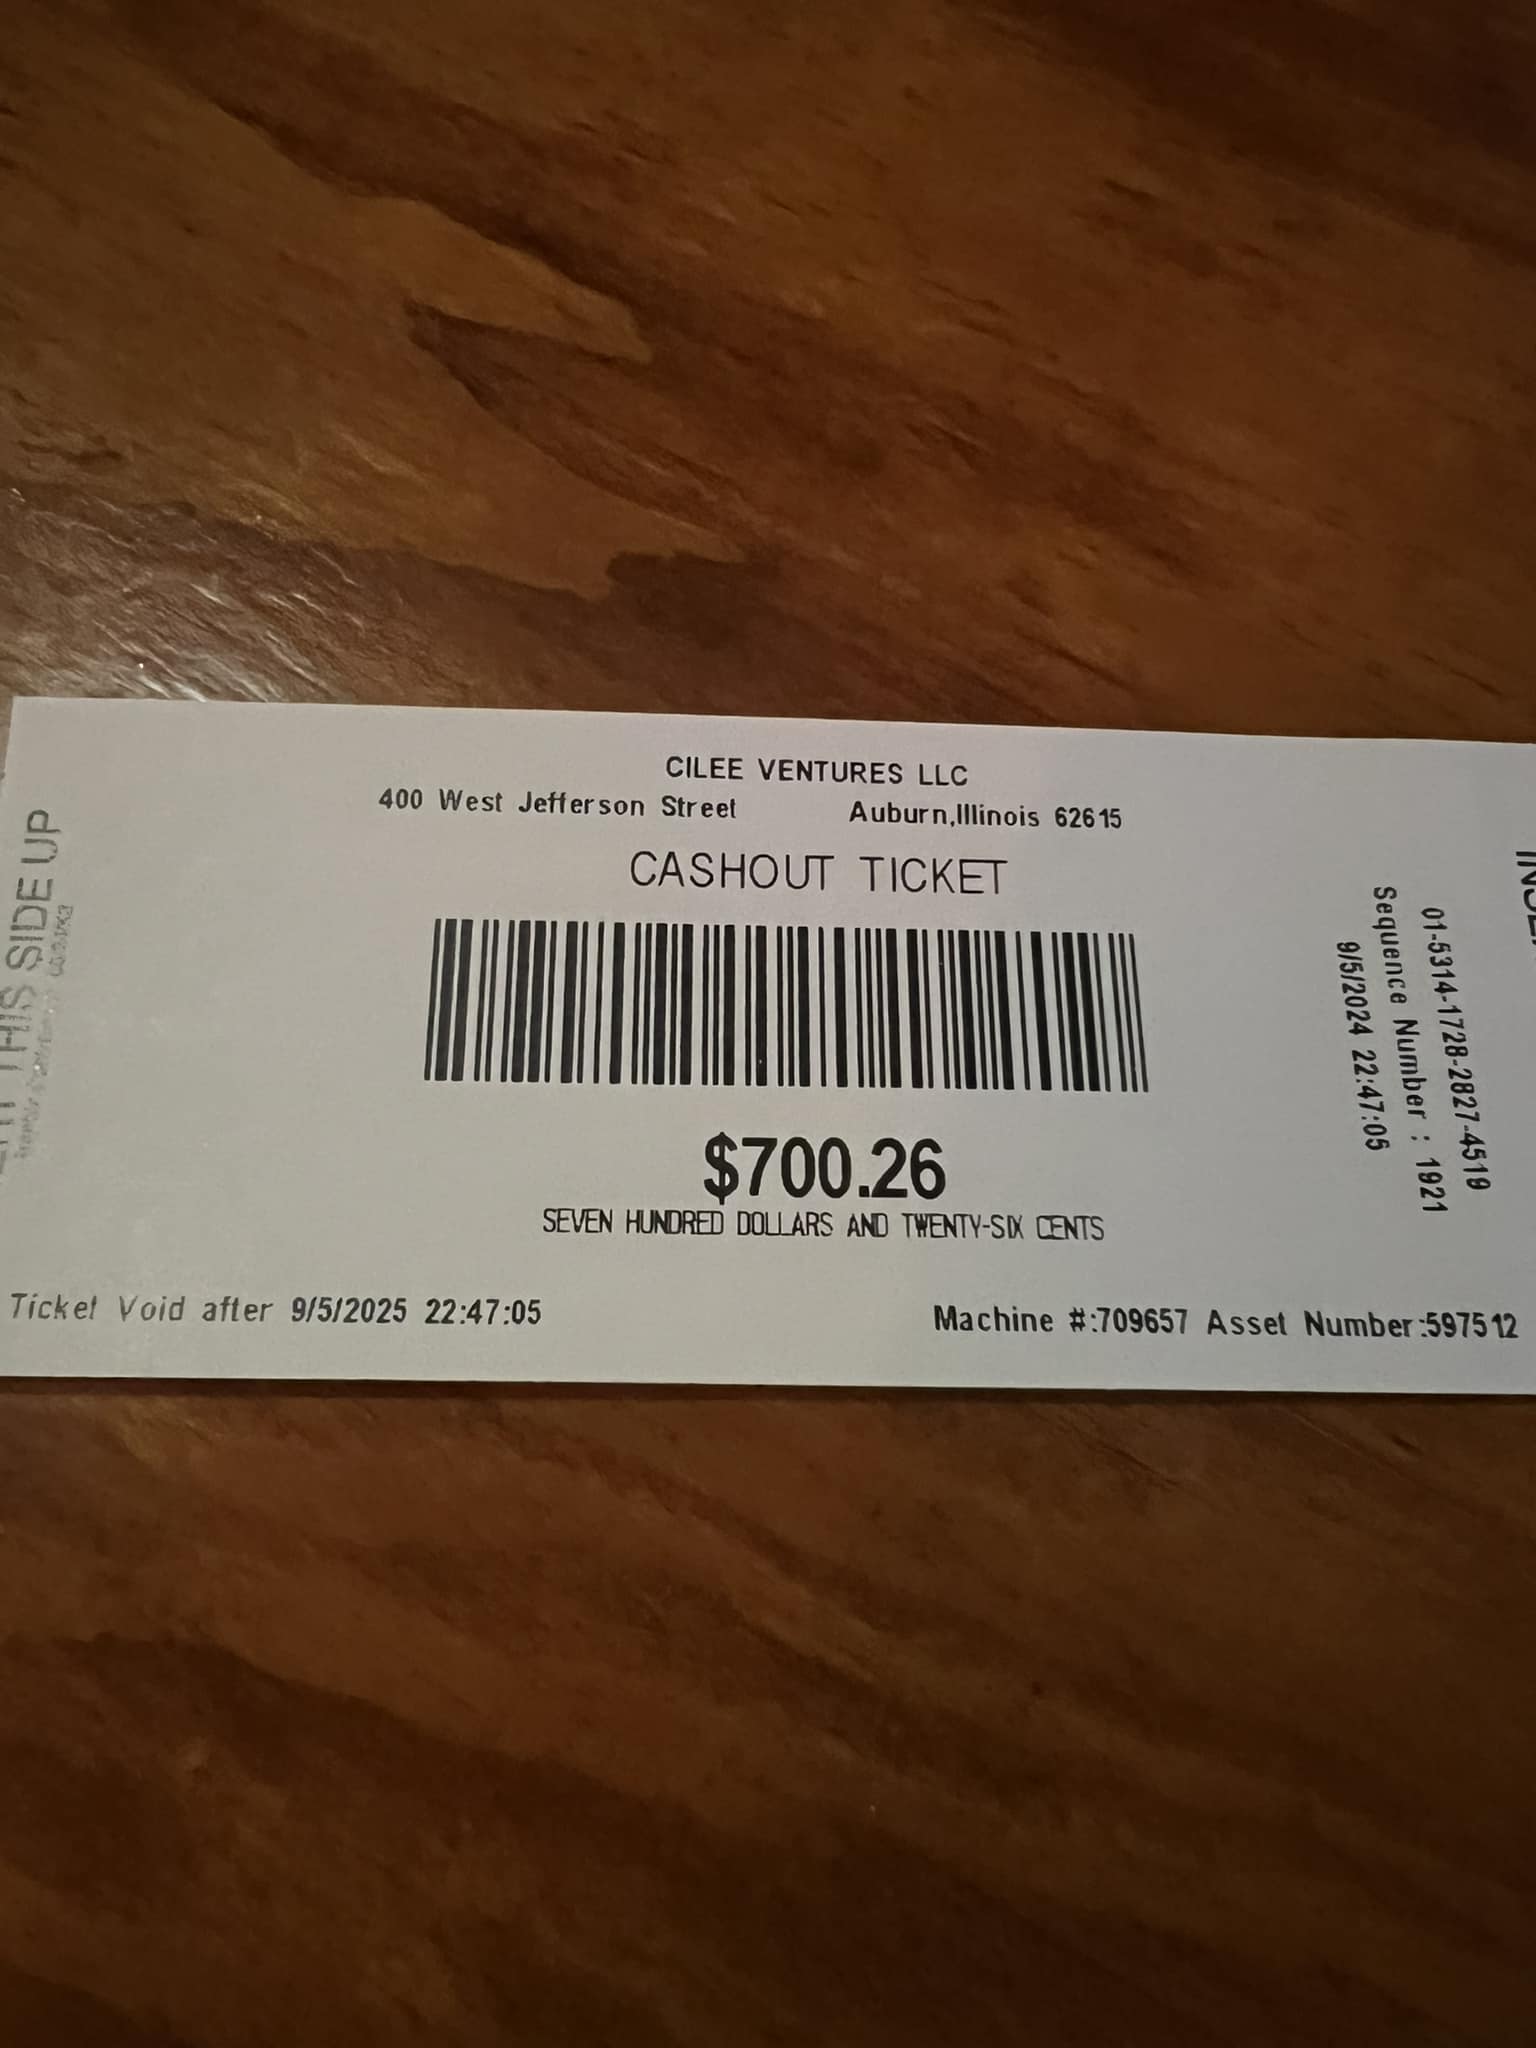 CILEE VENTURES LLC
400 West Jefferson Street Auburn,Illinois 62615
CASHOUT TICKET
$700.26
SEVEN HUNDRED DOLLARS AND TWENTY-SIX CENTS
Ticket Void after 9/5/2025 22:47:05
Machine #:709657 Asset Number:597512
THIS SIDE UP
01-5314-1728-2827-4519
Sequence Number : 1921
9/5/2024 22:47:05